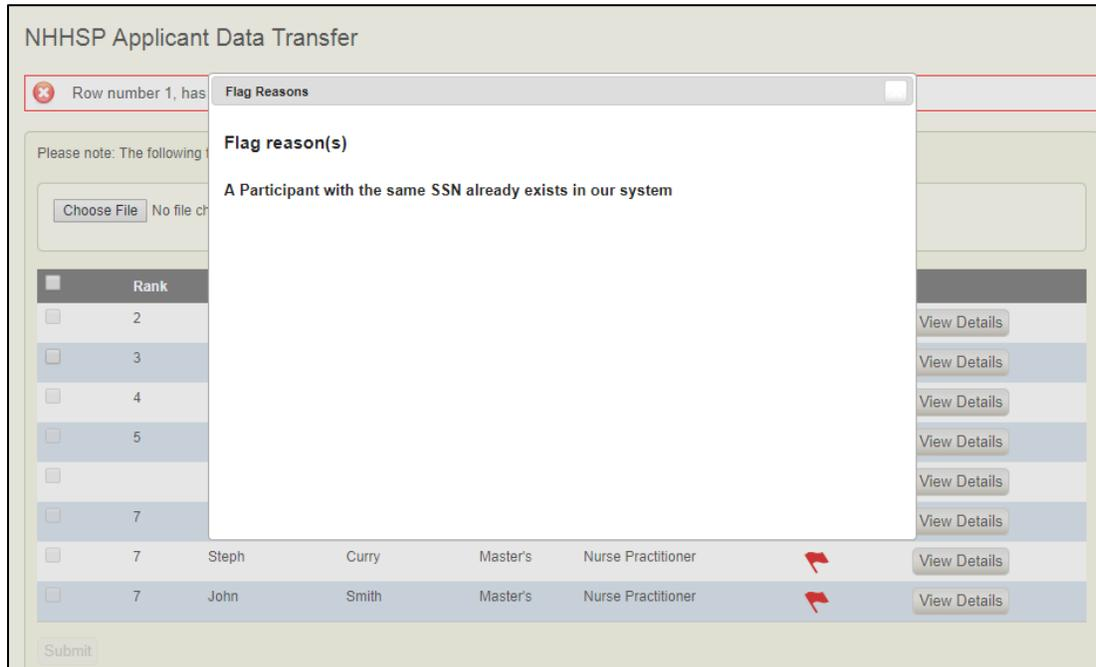 NHHSP Applicant Data Transfer
Row number 1, has
Flag Reasons
Flag reason(s)
Please note: The following
A Participant with the same SSN already exists in our system
Choose File No file
Rank
2 View Details
3 View Details
4 View Details
5 View Details
View Details
7 View Details
7 Steph Curry Master's Nurse Practitioner View Details
7 John Smith Master's Nurse Practitioner View Details
Submit